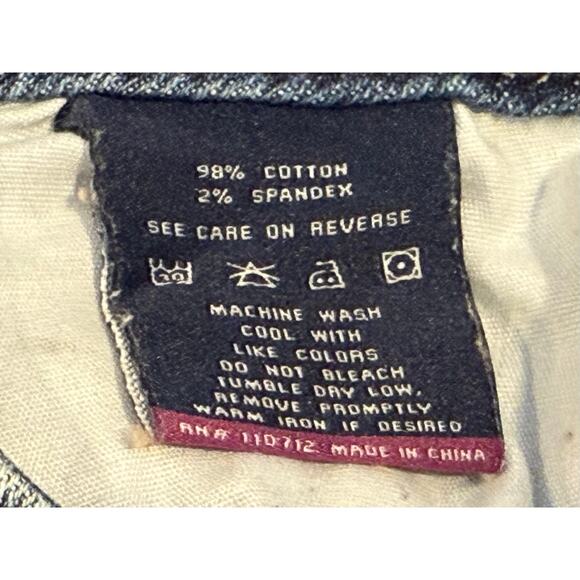 98% COTTON
2% SPANDEX
SEE CARE ON REVERSE
MACHINE WASH
COOL WITH
LIKE COLORS
DO NOT BLEACH
TUMBLE DRY LOW,
REMOVE PROMPTLY
WARM IRON IF DESIRED
RN# 110712 MADE IN CHINA